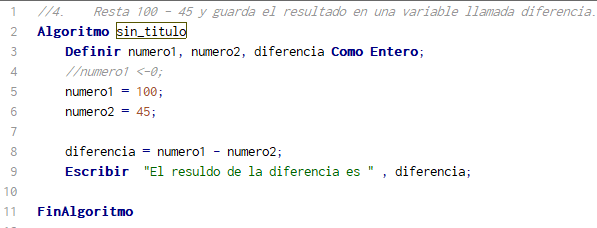 1 //4. Resta 100 - 45 y guarda el resultado en una variable llamada diferencia.
2 Algoritmo sin_titulo
3 Definir numero1, numero2, diferencia Como Entero;
4 //numero1 <-0;
5 numero1 = 100;
6 numero2 = 45;
7
8 diferencia = numero1 - numero2;
9 Escribir "El resuldo de la diferencia es " , diferencia;
10
11 FinAlgoritmo